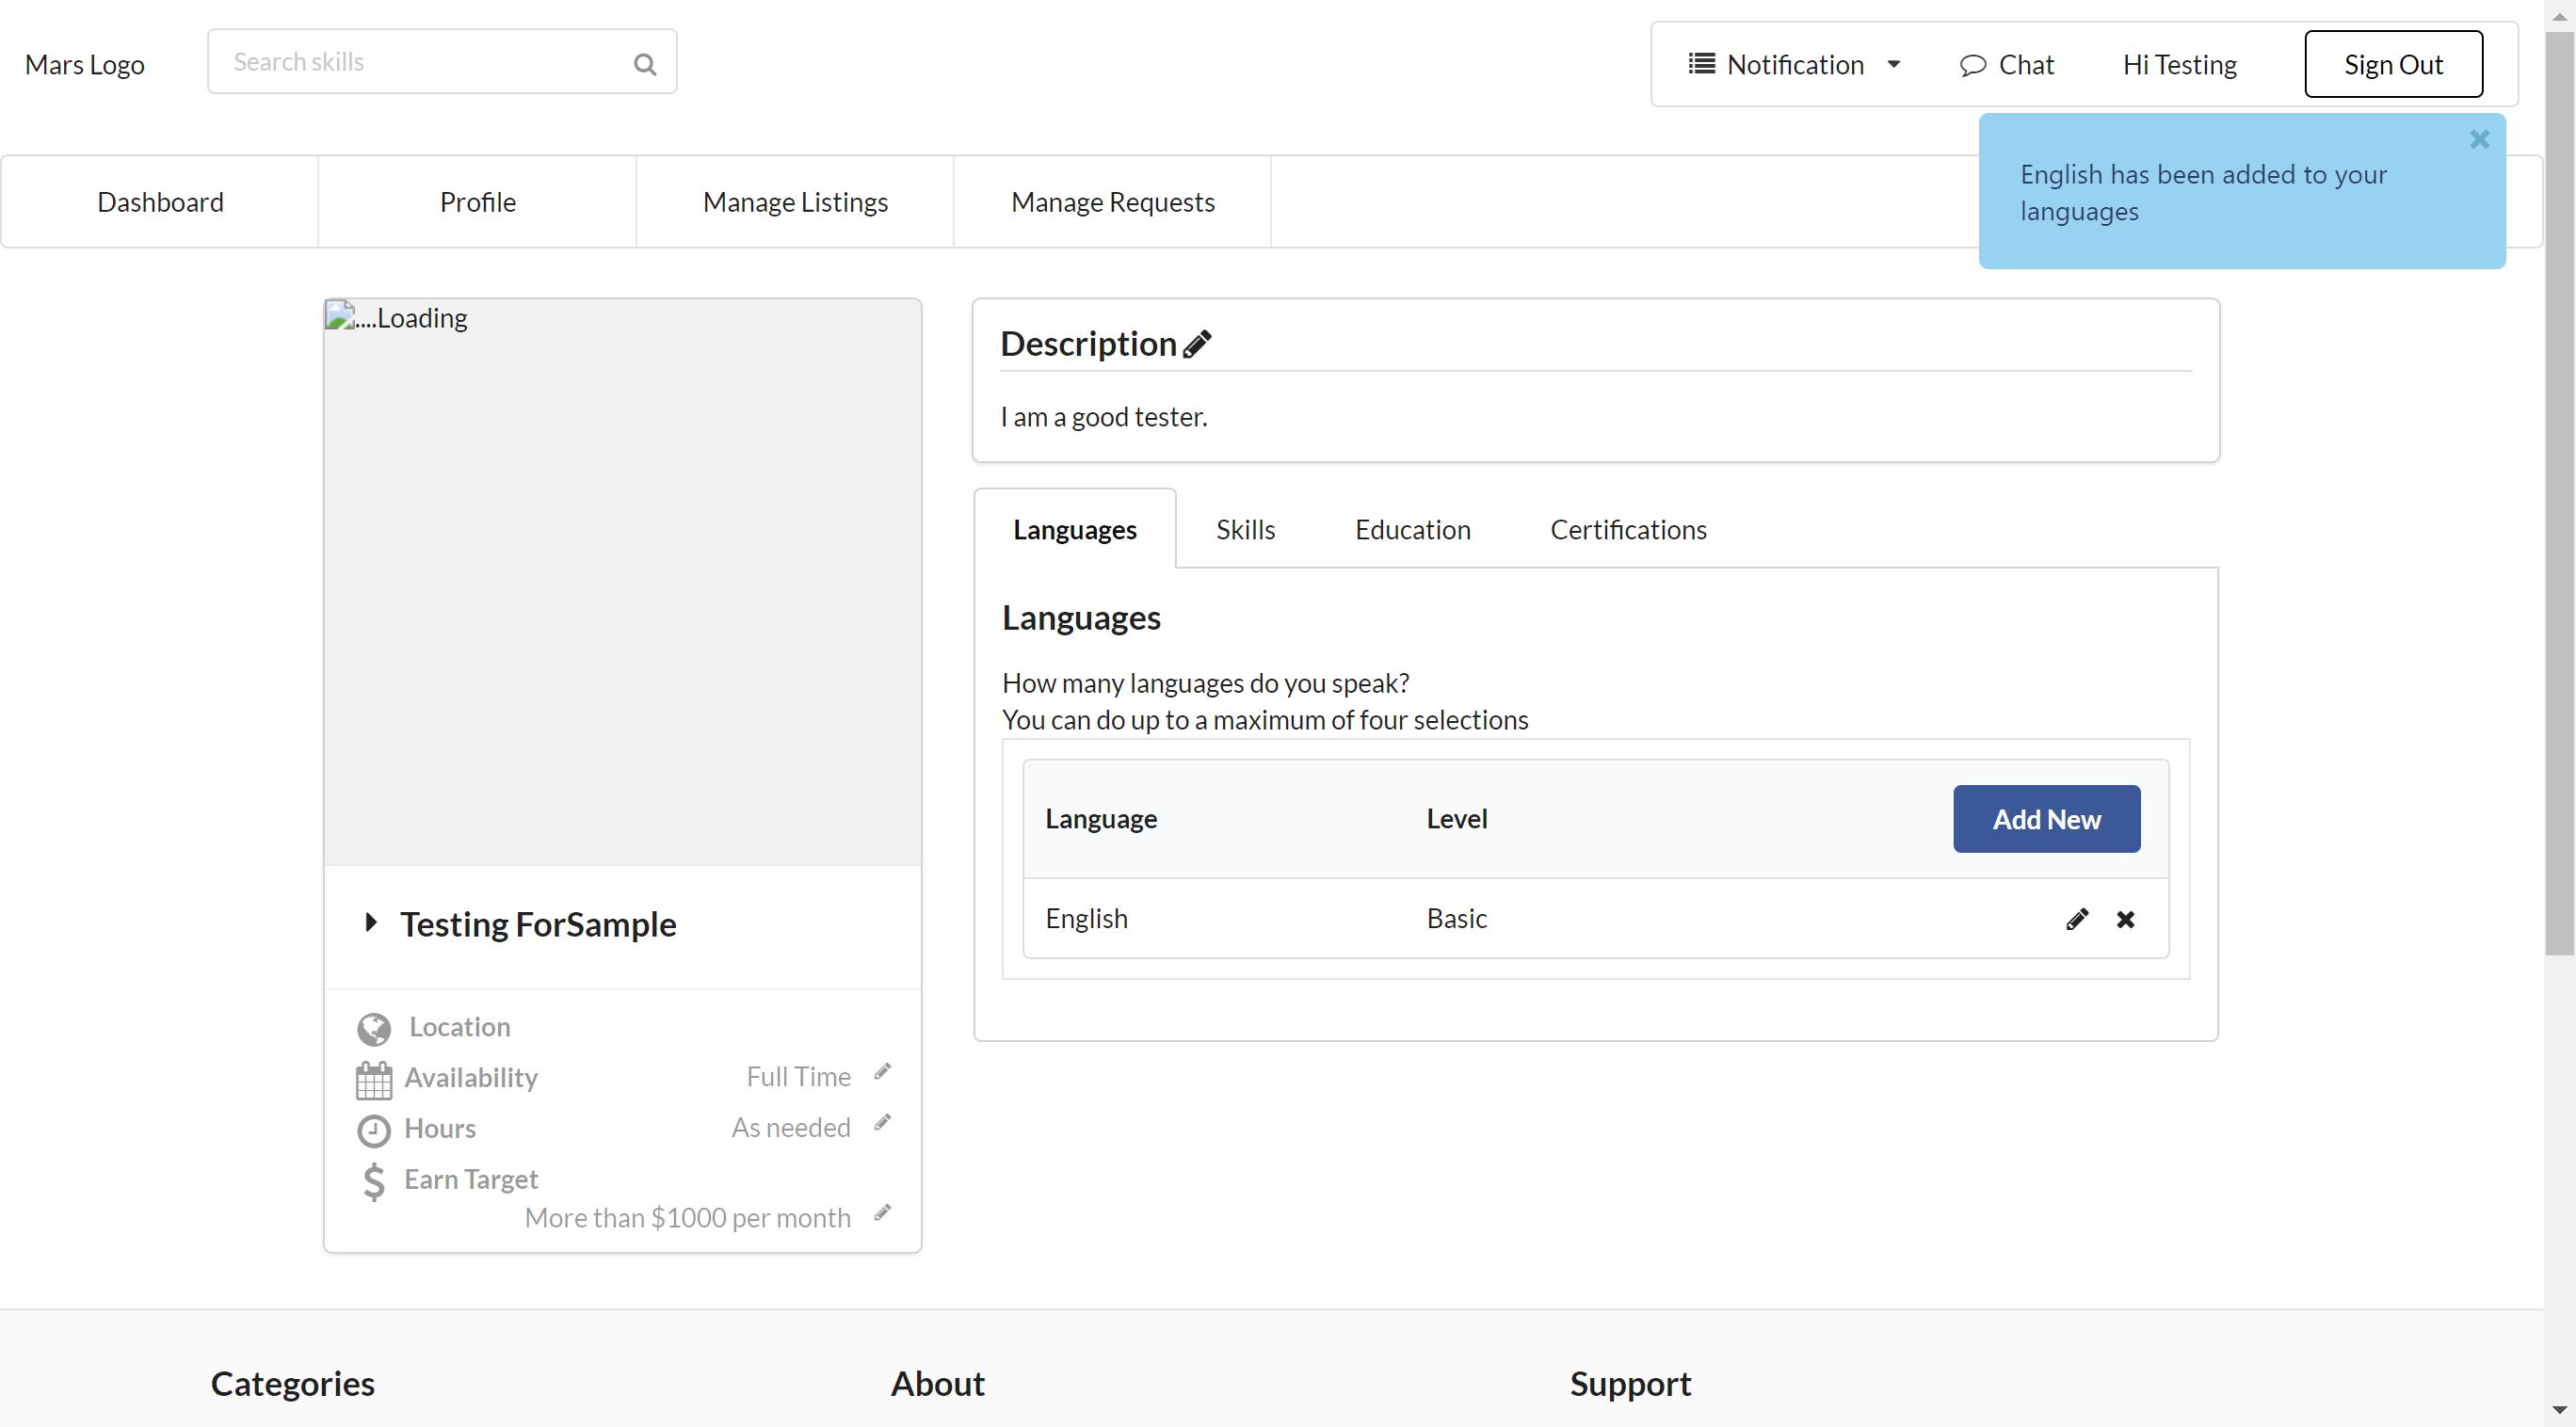 Mars Logo
Search skills
Notification
Chat
Hi Testing
Sign Out
English has been added to your
languages
Dashboard
Profile
Manage Listings
Manage Requests
....Loading
Testing ForSample
Location
Availability
Full Time
Hours
As needed
Earn Target
More than $1000 per month
Description
I am a good tester.
Languages
Skills
Education
Certifications
Languages
How many languages do you speak?
You can do up to a maximum of four selections
Language
Level
Add New
English
Basic
Categories
About
Support